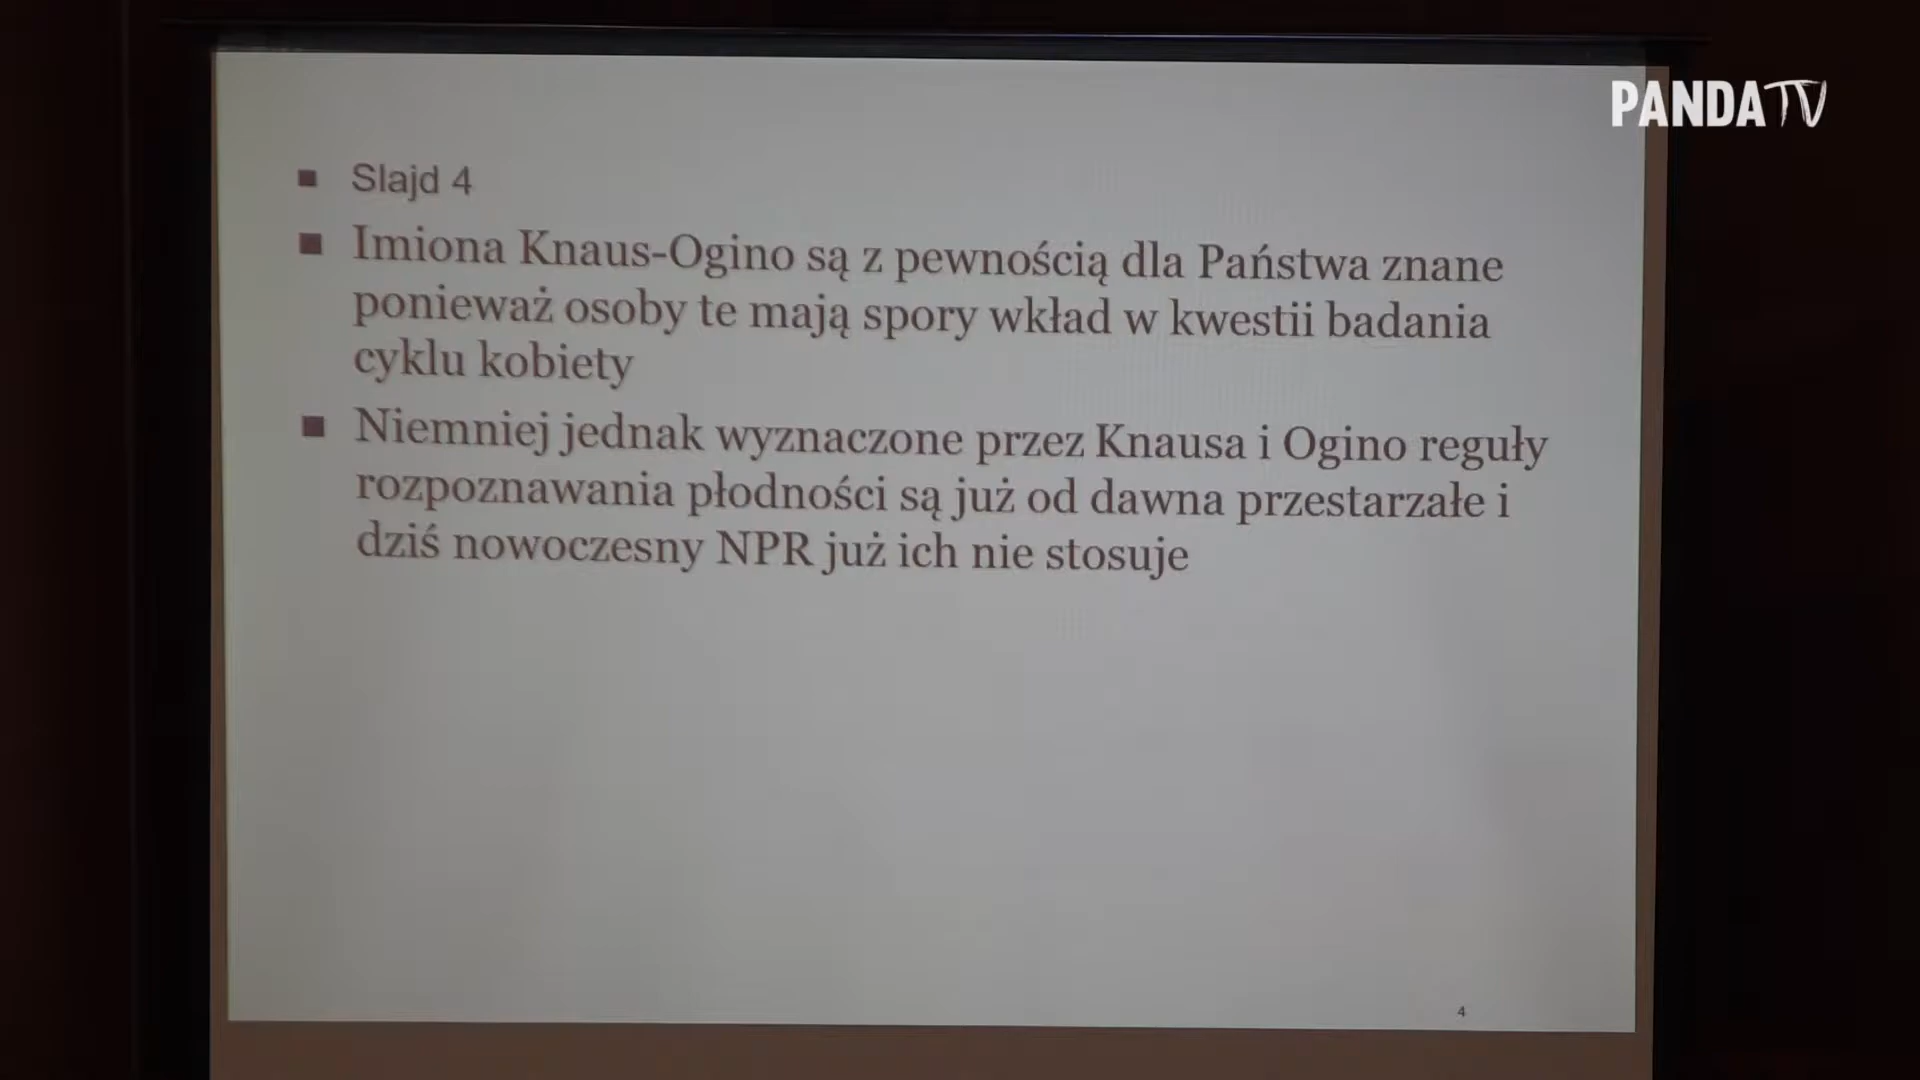 PANDA TV
Slajd 4
Imiona Knaus-Ogino są z pewnością dla Państwa znane
ponieważ osoby te mają spory wkład w kwestii badania
cyklu kobiety
Niemniej jednak wyznaczone przez Knausa i Ogino reguły
rozpoznawania płodności są już od dawna przestarzałe i
dziś nowoczesny NPR już ich nie stosuje
4